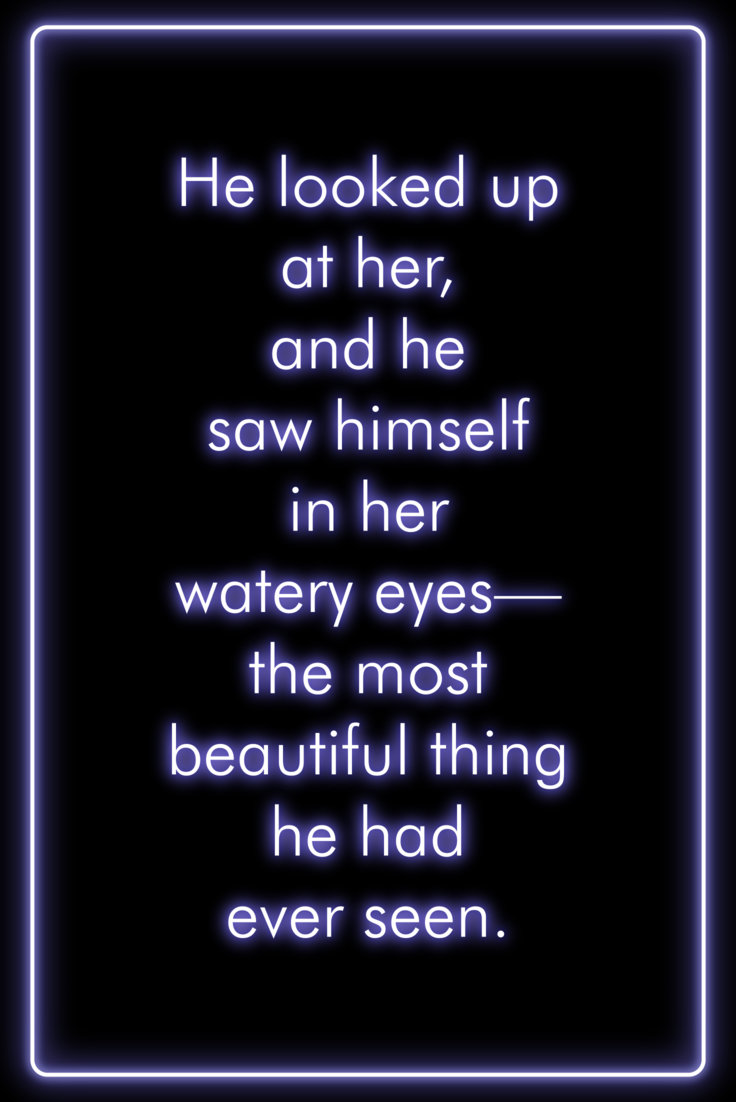 He looked up
at her,
and he
saw himself
in her
watery eyes—
the most
beautiful thing
he had
ever seen.